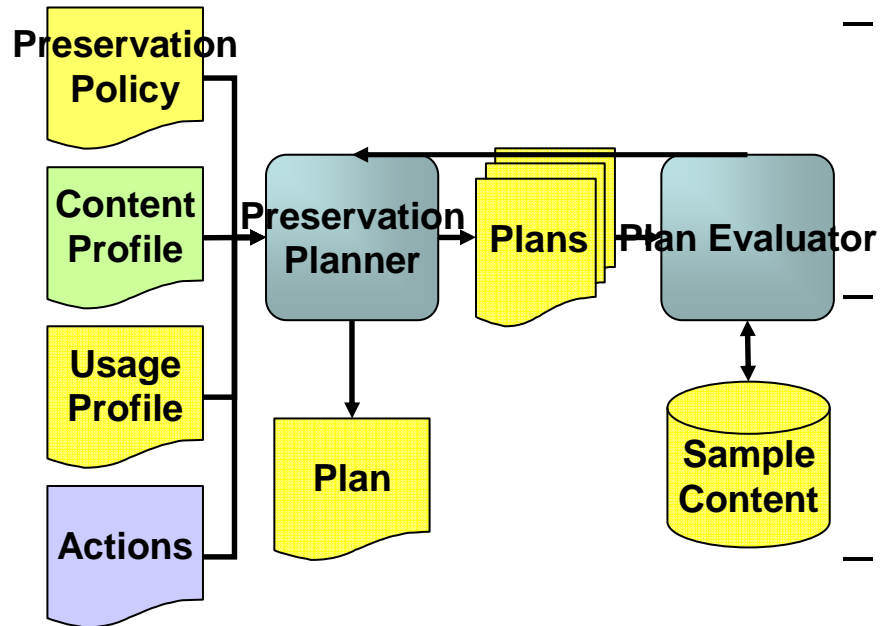 Preservation
Policy
Content
Profile
Usage
Profile
Actions
Preservation
Planner
Plan
Plans
Plan Evaluator
Sample
Content